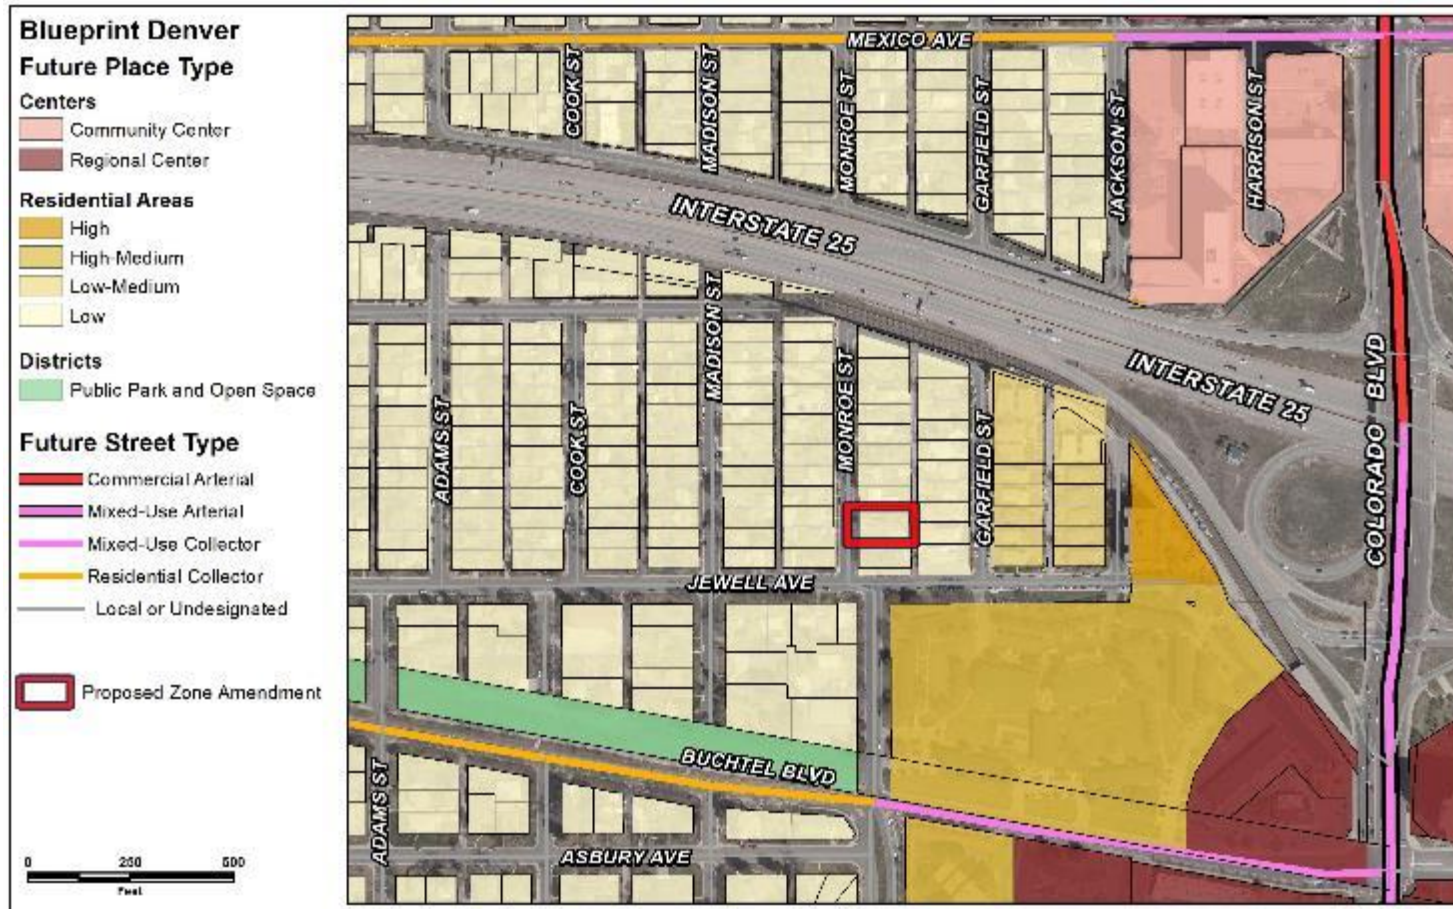 Blueprint Denver
Future Place Type
Centers
Community Center
Regional Center
Residential Areas
High
High-Medium
Low-Medium
Low
Districts
Public Park and Open Space
Future Street Type
Commercial Arterial
Mixed-Use Arterial
Mixed-Use Collector
Residential Collector
Local or Undesignated
Proposed Zone Amendment
0 250 500
Feet
MEXICO AVE
COOK ST
MADISON ST
MONROE ST
GARFIELD ST
JACKSON ST
HARRISON ST
INTERSTATE 25
INTERSTATE 25
COLORADO BLVD
ADAMS ST
COOK ST
MADISON ST
MONROE ST
GARFIELD ST
JEWELL AVE
BUCHTEL BLVD
ADAMS ST
ASBURY AVE